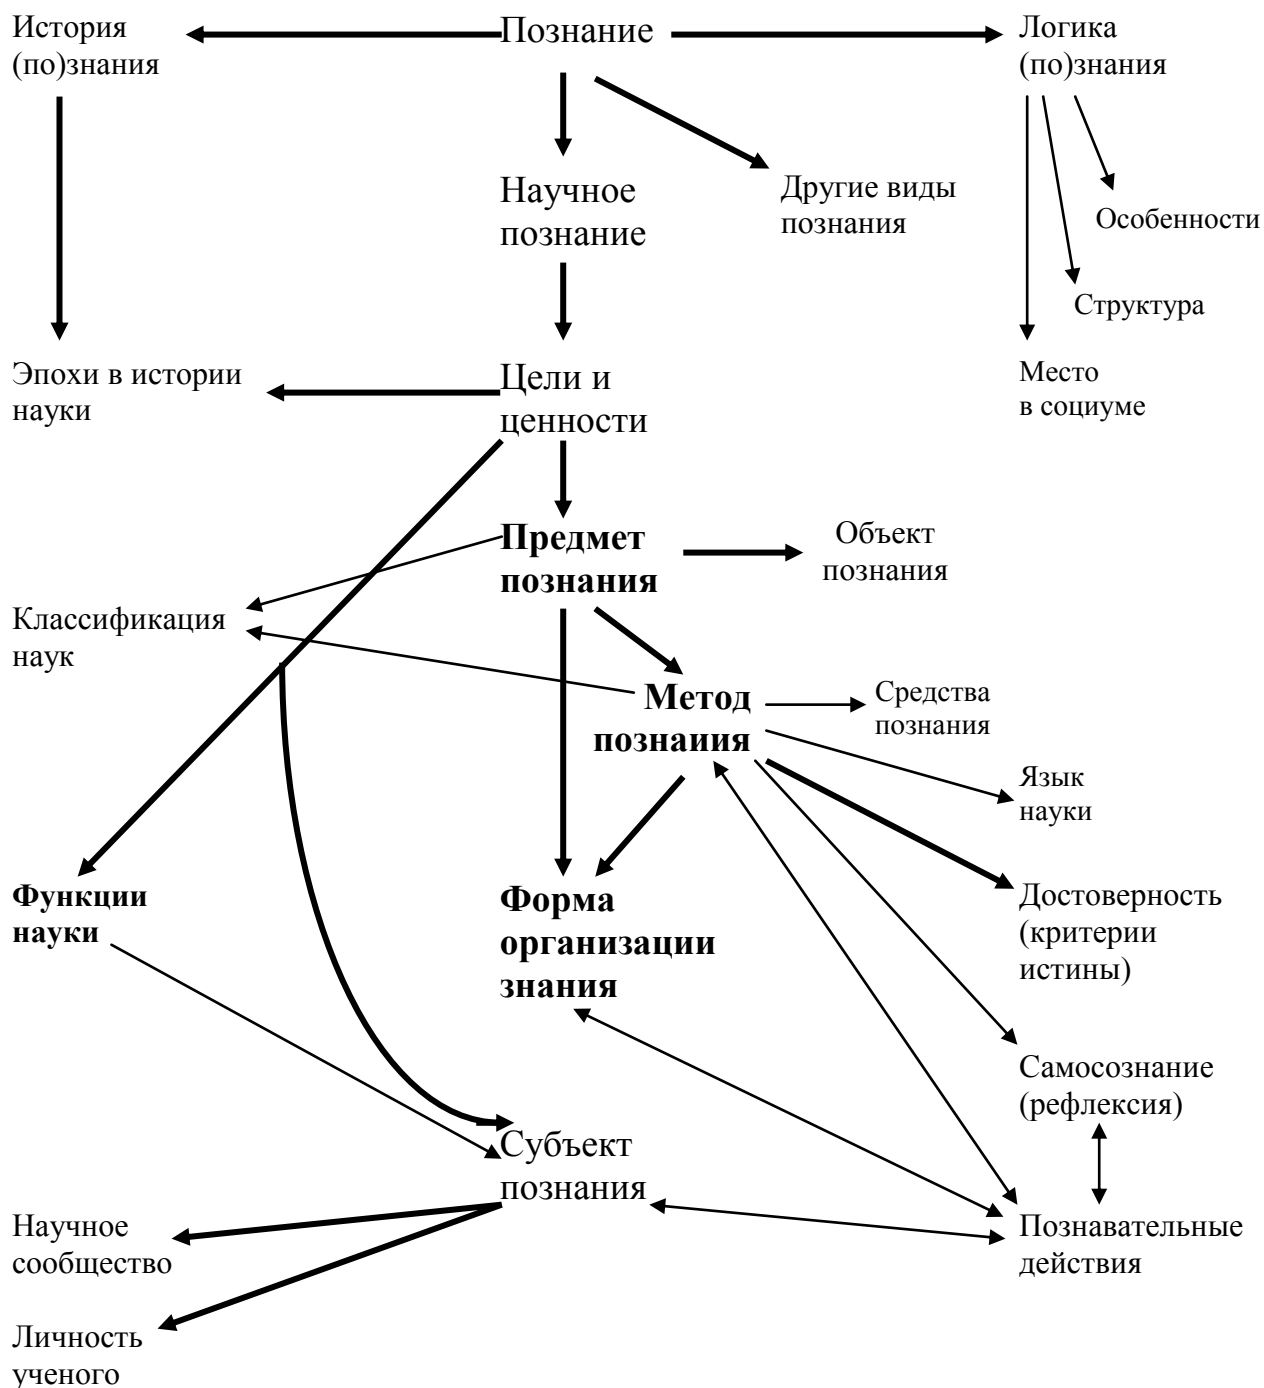 История
(по)знания
Познание
Логика
(по)знания
Научное
познание
Другие виды
познания
Особенности
Структура
Эпохи в истории
науки
Цели и
ценности
Место
в социуме
Предмет
познания
Объект
познания
Классификация
наук
Метод
познаиия
Средства
познания
Язык
науки
Функции
науки
Форма
организации
знания
Достоверность
(критерии
истины)
Самосознание
(рефлексия)
Субъект
познания
Научное
сообщество
Познавательные
действия
Личность
ученого